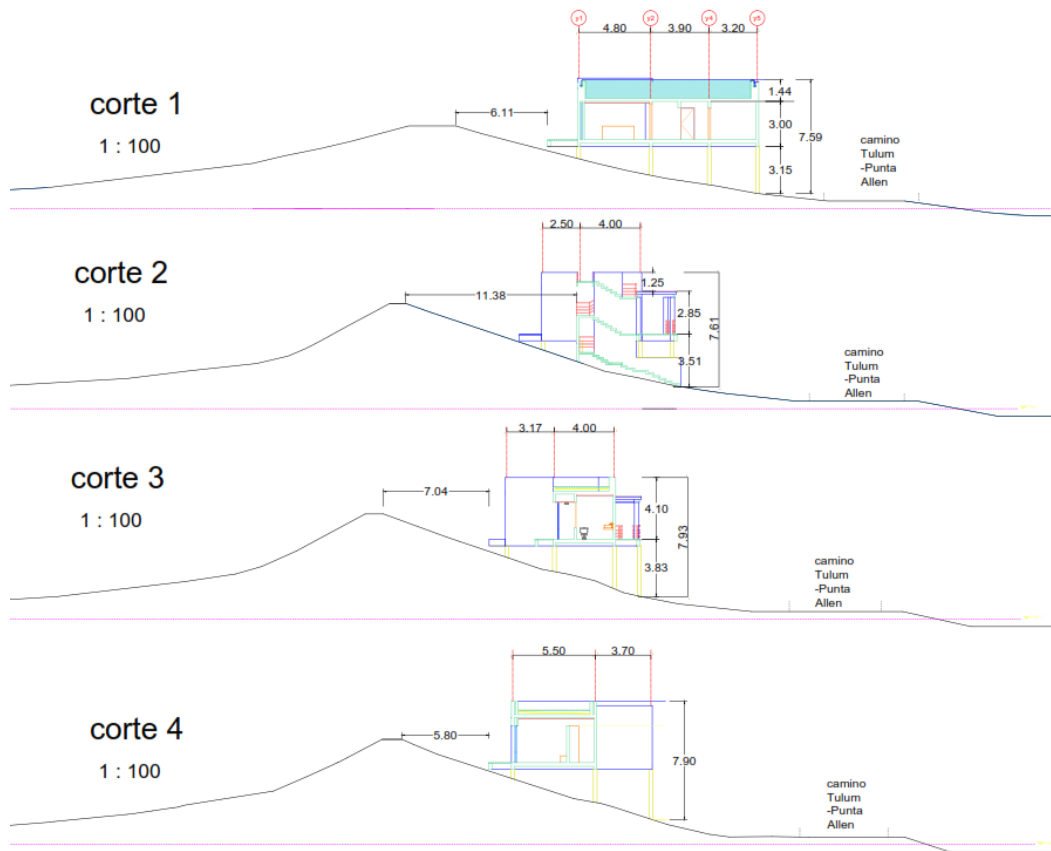 y1 y2 y4 y5
4.80 3.90 3.20
corte 1
1 : 100
6.11
1.44
3.00
7.59
3.15
camino
Tulum
-Punta
Allen
2.50 4.00
corte 2
1 : 100
11.38
1.25
2.85
7.61
3.51
camino
Tulum
-Punta
Allen
3.17 4.00
corte 3
1 : 100
7.04
4.10
7.93
3.83
camino
Tulum
-Punta
Allen
5.50 3.70
corte 4
1 : 100
5.80
7.90
camino
Tulum
-Punta
Allen